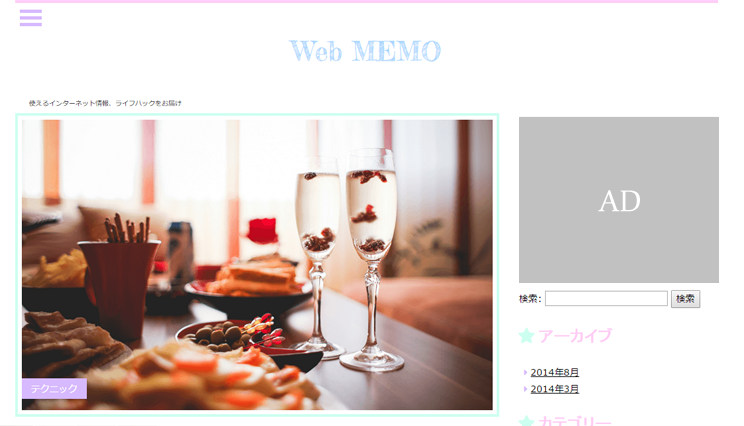 Web MEMO
使えるインターネット情報、ライフハックをお届け
テクニック
AD
検索:
検索
アーカイブ
2014年8月
2014年3月
カテゴリー